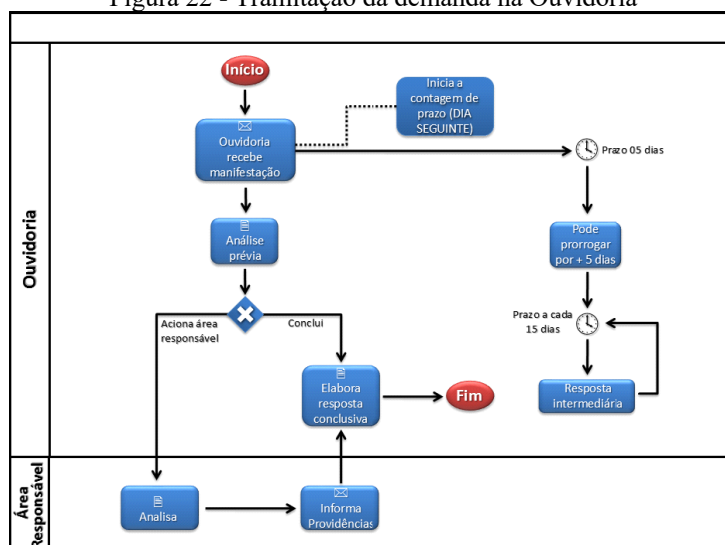 Figura 22 - Tramitação da demanda na Ouvidoria
Início
Inicia a
contagem de
prazo (DIA
SEGUINTE)
Ouvidoria
recebe
manifestação
Prazo 05 dias
Ouvidoria
Análise
prévia
Pode
prorrogar
por + 5 dias
Aciona área
responsável
Conclui
Prazo a cada
15 dias
Elabora
resposta
conclusiva
Fim
Resposta
intermediária
Área
Responsável
Analisa
Informa
Providências